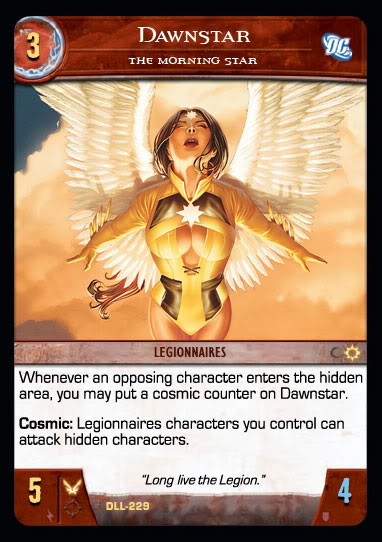 3
DAWNSTAR
THE MORNING STAR
DC
LEGIONNAIRES
Whenever an opposing character enters the hidden
area, you may put a cosmic counter on Dawnstar.
Cosmic: Legionnaires characters you control can
attack hidden characters.
"Long live the Legion."
5
DLL-229
4